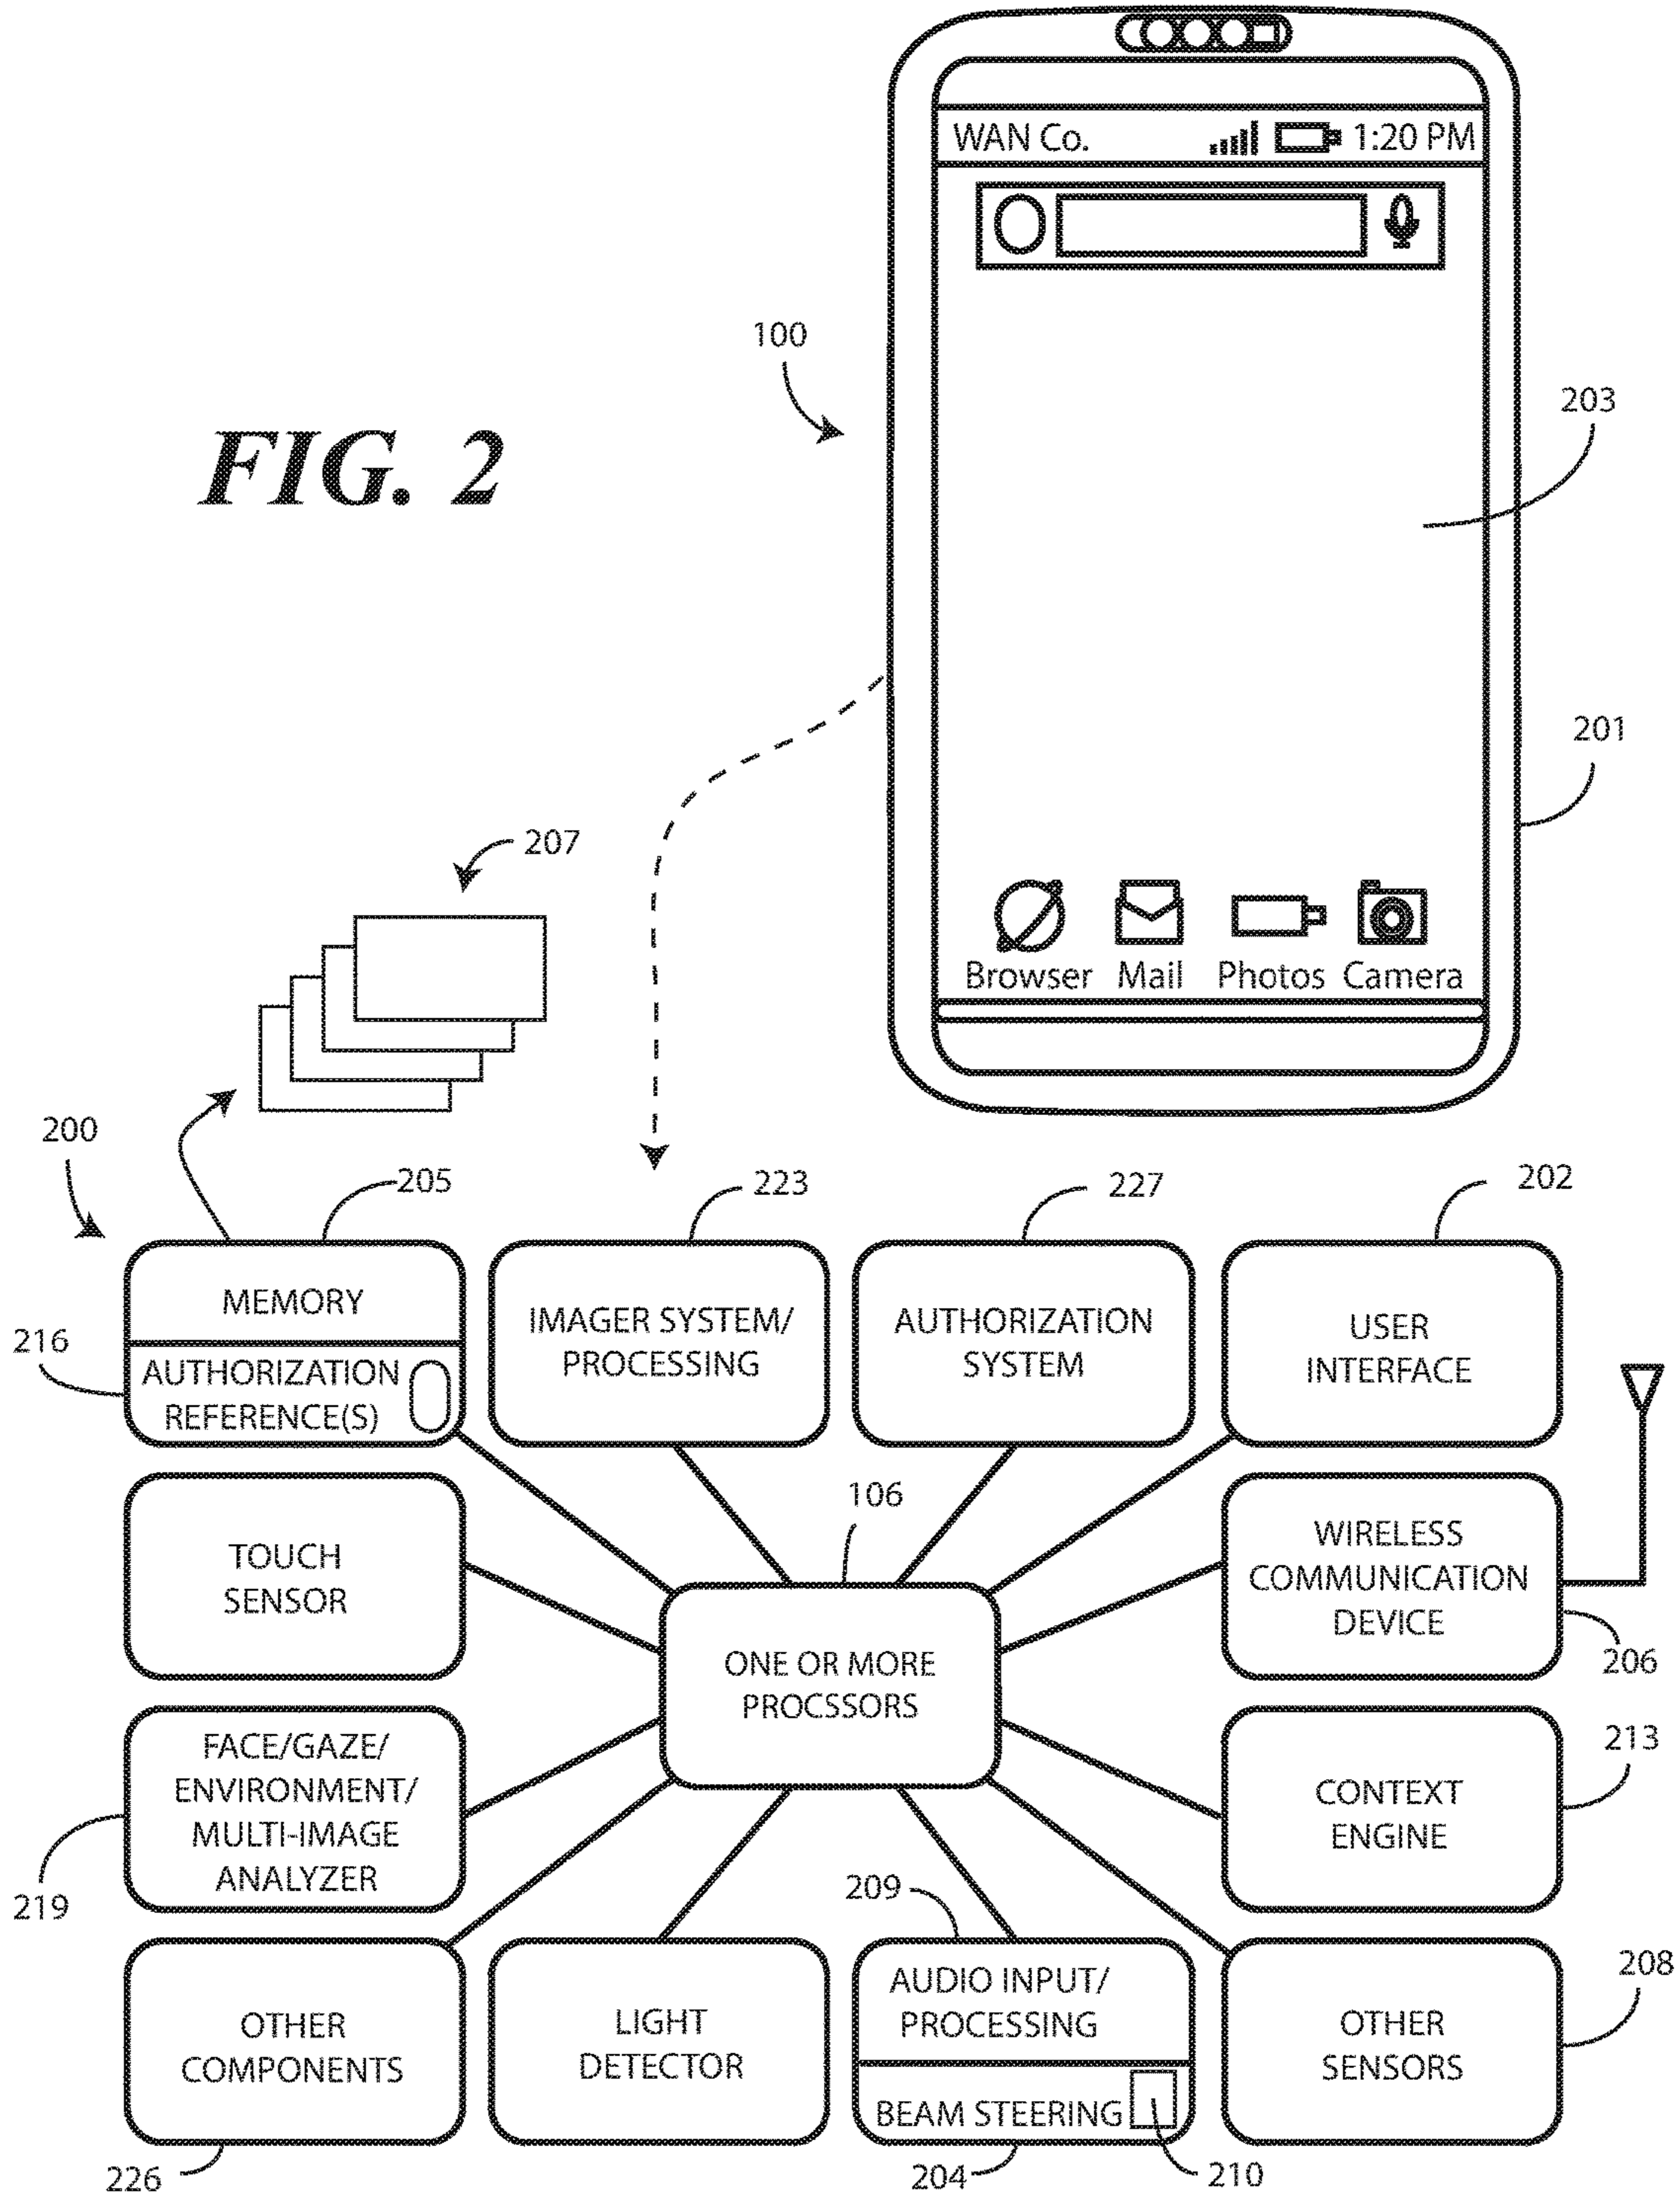 WAN Co. 1:20 PM
100
FIG. 2
203
201
207
Browser Mail Photos Camera
200
205
223
227
202
MEMORY
216
AUTHORIZATION
REFERENCE(S)
IMAGER SYSTEM/
PROCESSING
AUTHORIZATION
SYSTEM
USER
INTERFACE
106
TOUCH
SENSOR
WIRELESS
COMMUNICATION
DEVICE
206
ONE OR MORE
PROCSSORS
FACE/GAZE/
ENVIRONMENT/
MULTI-IMAGE
ANALYZER
219
213
CONTEXT
ENGINE
209
208
OTHER
COMPONENTS
226
LIGHT
DETECTOR
AUDIO INPUT/
PROCESSING
BEAM STEERING
204
210
OTHER
SENSORS